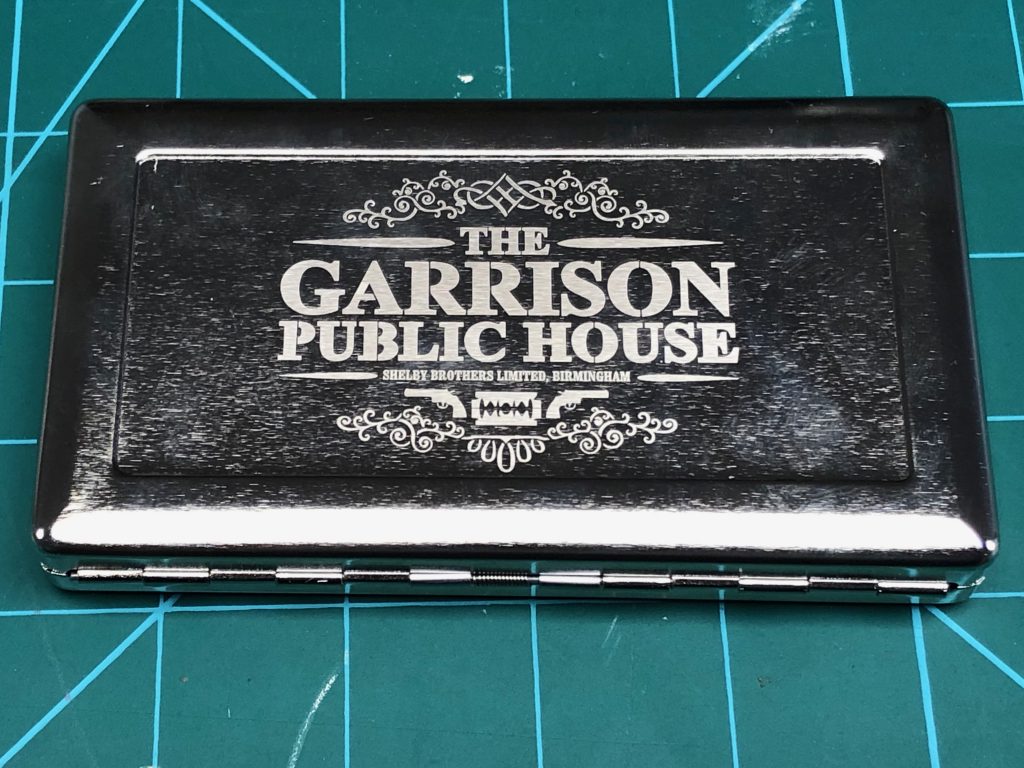 THE
GARRISON
PUBLIC HOUSE
SHELBY BROTHERS LIMITED, BIRMINGHAM